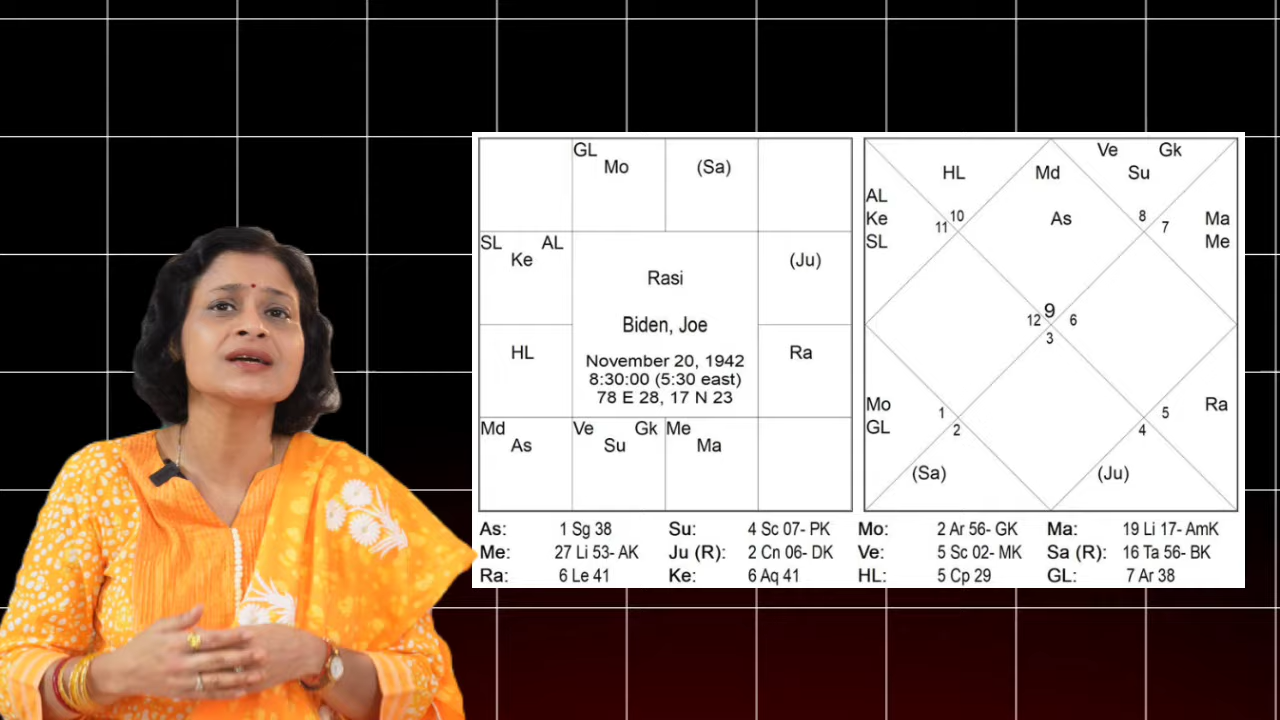 GL
Mo
(Sa)
SL AL
Ke
(Ju)
Rasi
Biden, Joe
November 20, 1942
8:30:00 (5:30 east)
78 E 28, 17 N 23
HL
Ra
Md
As
Ve Gk
Su
Me
Ma
HL
Md
Ve Gk
Su
AL
Ke
SL
11 10
As
8 7
Ma
Me
9
12 6
3
Mo
GL
1
2
5
4
Ra
(Sa)
(Ju)
As: 1 Sg 38 Su: 4 Sc 07- PK Mo: 2 Ar 56- GK Ma: 19 Li 17- AmK
Me: 27 Li 53- AK Ju (R): 2 Cn 06- DK Ve: 5 Sc 02- MK Sa (R): 16 Ta 56- BK
Ra: 6 Le 41 Ke: 6 Aq 41 HL: 5 Cp 29 GL: 7 Ar 38